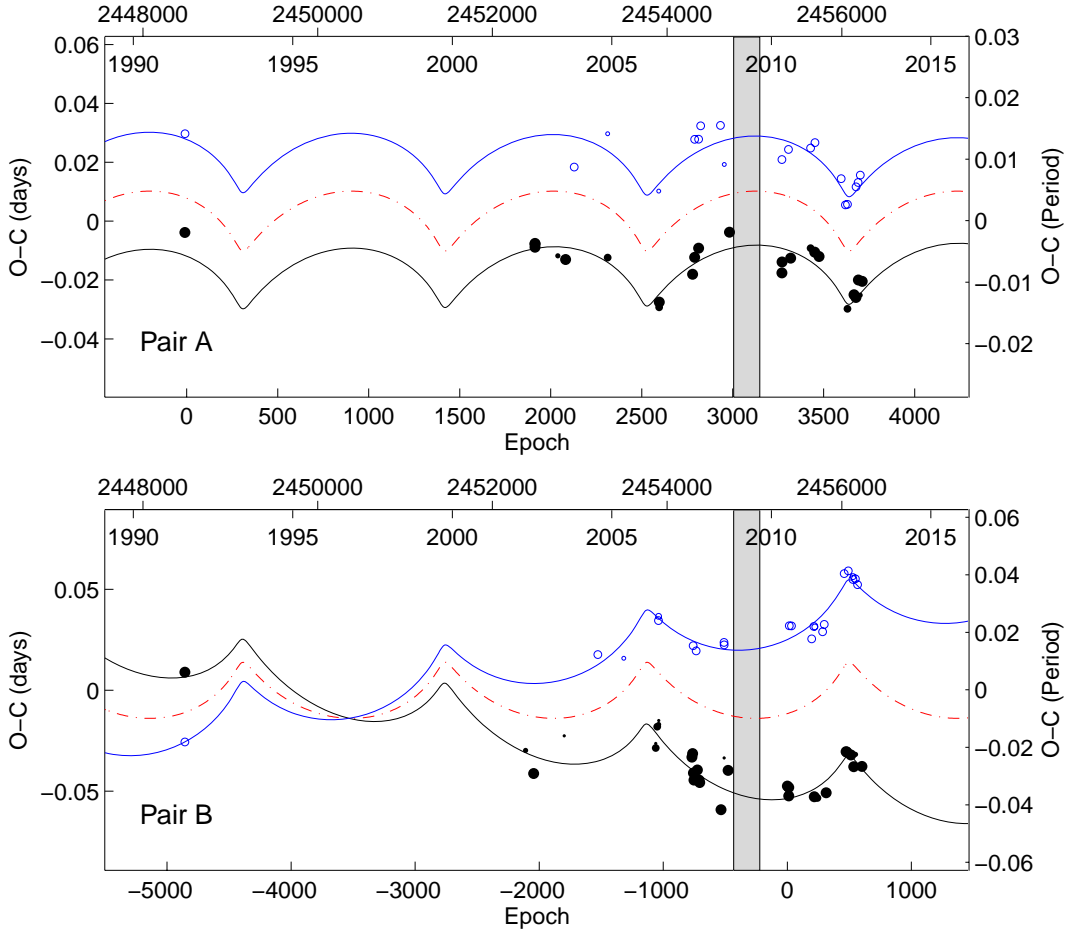 2448000 2450000 2452000 2454000 2456000
0.06 0.03
1990 1995 2000 2005 2010 2015
0.04 0.02
0.02 0.01
0 0
−0.02 −0.01
−0.04 −0.02
O−C (days)
O−C (Period)
Pair A
0 500 1000 1500 2000 2500 3000 3500 4000
Epoch
2448000 2450000 2452000 2454000 2456000
0.06
1990 1995 2000 2005 2010 2015
0.05 0.04
0.02
0 0
−0.02
−0.05 −0.04
−0.06
O−C (days)
O−C (Period)
Pair B
−5000 −4000 −3000 −2000 −1000 0 1000
Epoch